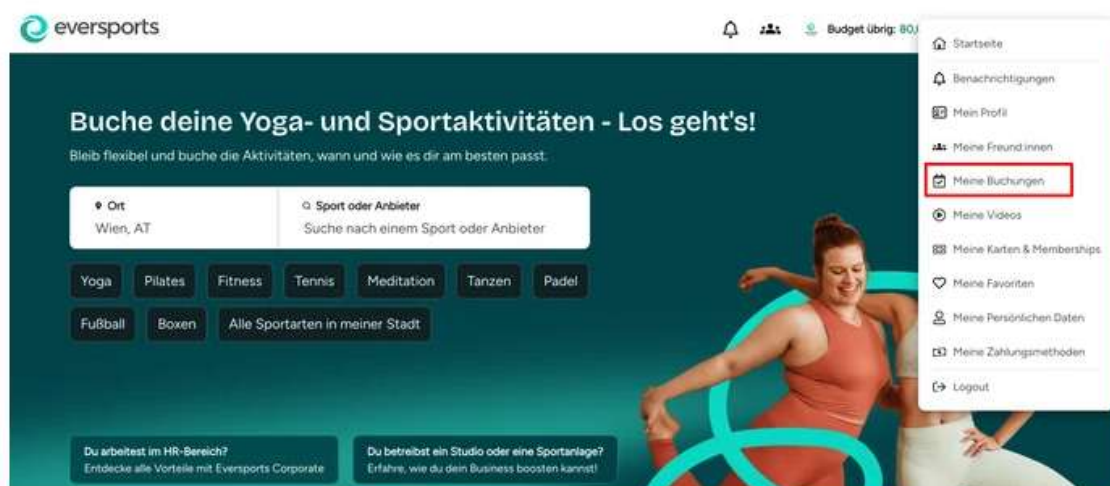 eversports
Budget übrig: 80,
Buche deine Yoga- und Sportaktivitäten - Los geht's!
Bleib flexibel und buche die Aktivitäten, wann und wie es dir am besten passt.
Ort
Wien, AT
Sport oder Anbieter
Suche nach einem Sport oder Anbieter
Yoga
Pilates
Fitness
Tennis
Meditation
Tanzen
Padel
Fußball
Boxen
Alle Sportarten in meiner Stadt
Du arbeitest im HR-Bereich?
Entdecke alle Vorteile mit Eversports Corporate
Du betreibst ein Studio oder eine Sportanlage?
Erfahre, wie du dein Business boosten kannst!
Startseite
Benachrichtigungen
Mein Profil
Meine Freund:innen
Meine Buchungen
Meine Videos
Meine Karten & Memberships
Meine Favoriten
Meine Persönlichen Daten
Meine Zahlungsmethoden
Logout